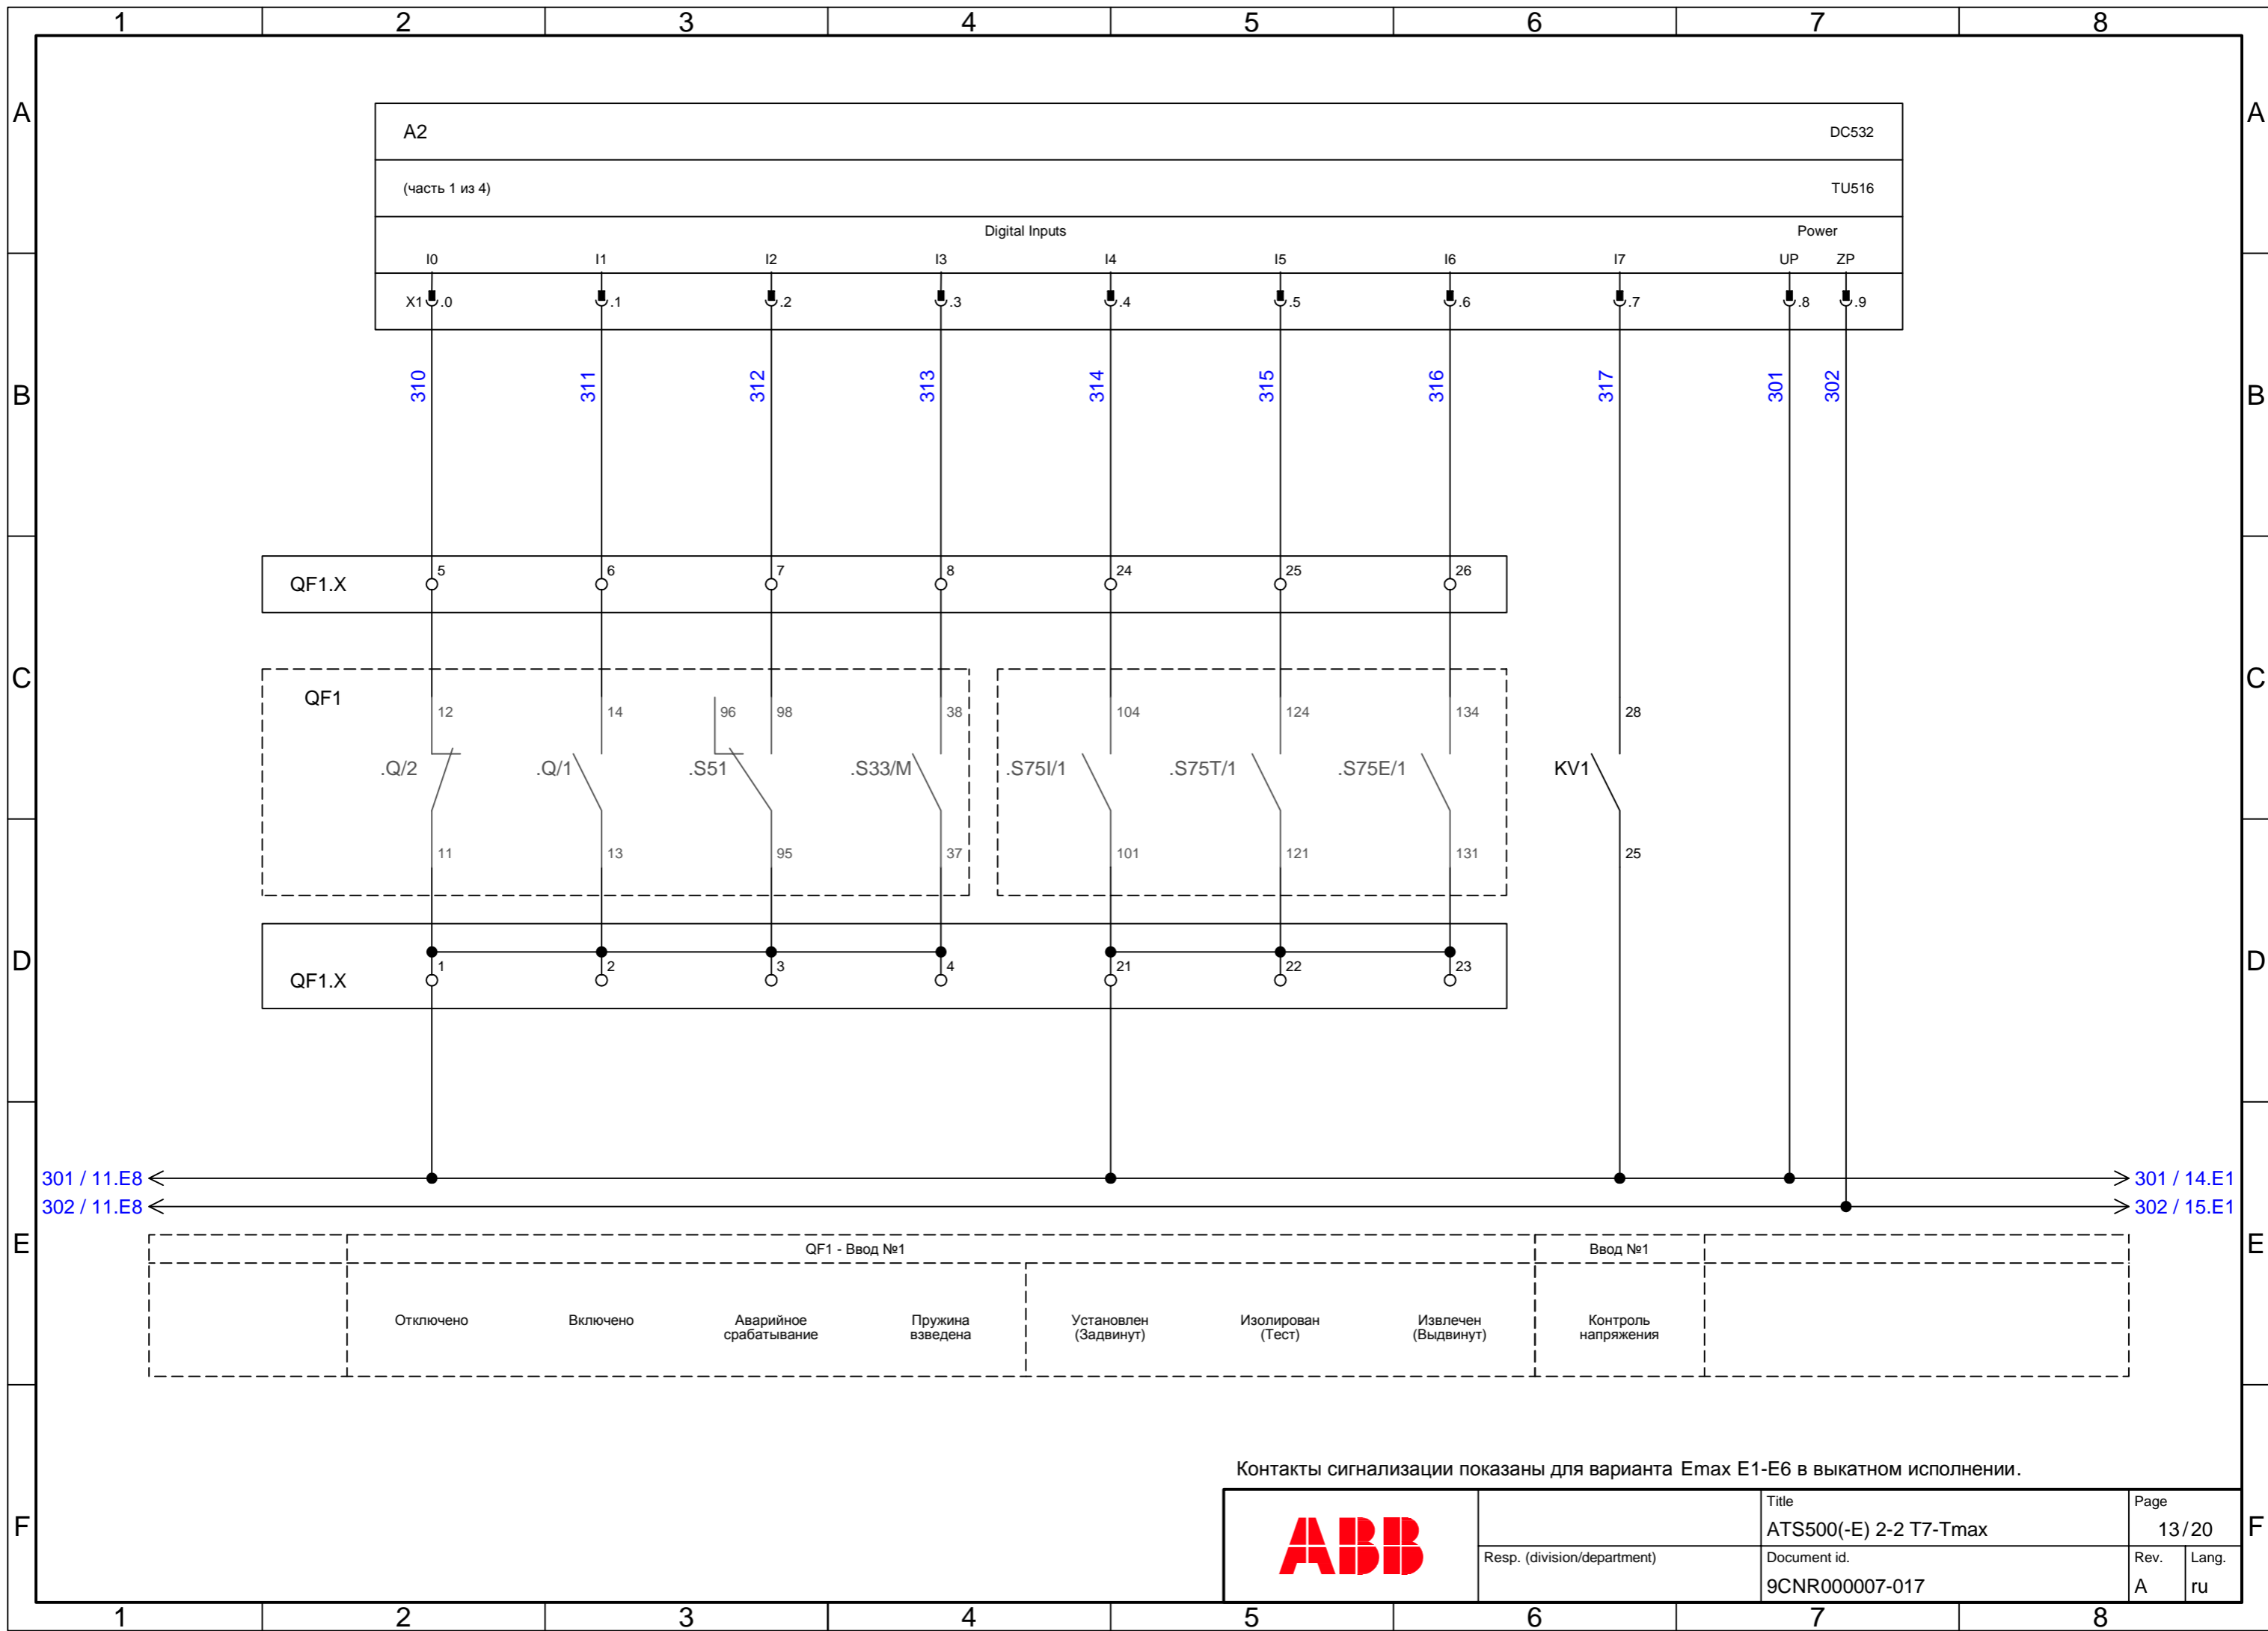 1 2 3 4 5 6 7 8
A A
A2 DC532
(часть 1 из 4) TU516
Digital Inputs Power
I0 I1 I2 I3 I4 I5 I6 I7 UP ZP
X1 .0 .1 .2 .3 .4 .5 .6 .7 .8 .9
310 311 312 313 314 315 316 317 301 302
B B
QF1.X 5 6 7 8 24 25 26
C C
QF1
12 14 96 98 38 104 124 134 28
.Q/2 .Q/1 .S51 .S33/M .S75I/1 .S75T/1 .S75E/1 KV1
11 13 95 37 101 121 131 25
D D
QF1.X 1 2 3 4 21 22 23
301 / 11.E8 301 / 14.E1
302 / 11.E8 302 / 15.E1
E E
QF1 - Ввод №1 Ввод №1
Отключено Включено Аварийное срабатывание Пружина взведена Установлен (Задвинут) Изолирован (Тест) Извлечен (Выдвинут) Контроль напряжения
Контакты сигнализации показаны для варианта Emax E1-E6 в выкатном исполнении.
F F
ABB
Title Page
ATS500(-E) 2-2 T7-Tmax 13/20
Resp. (division/department) Document id. Rev. Lang.
9CNR000007-017 A ru
1 2 3 4 5 6 7 8